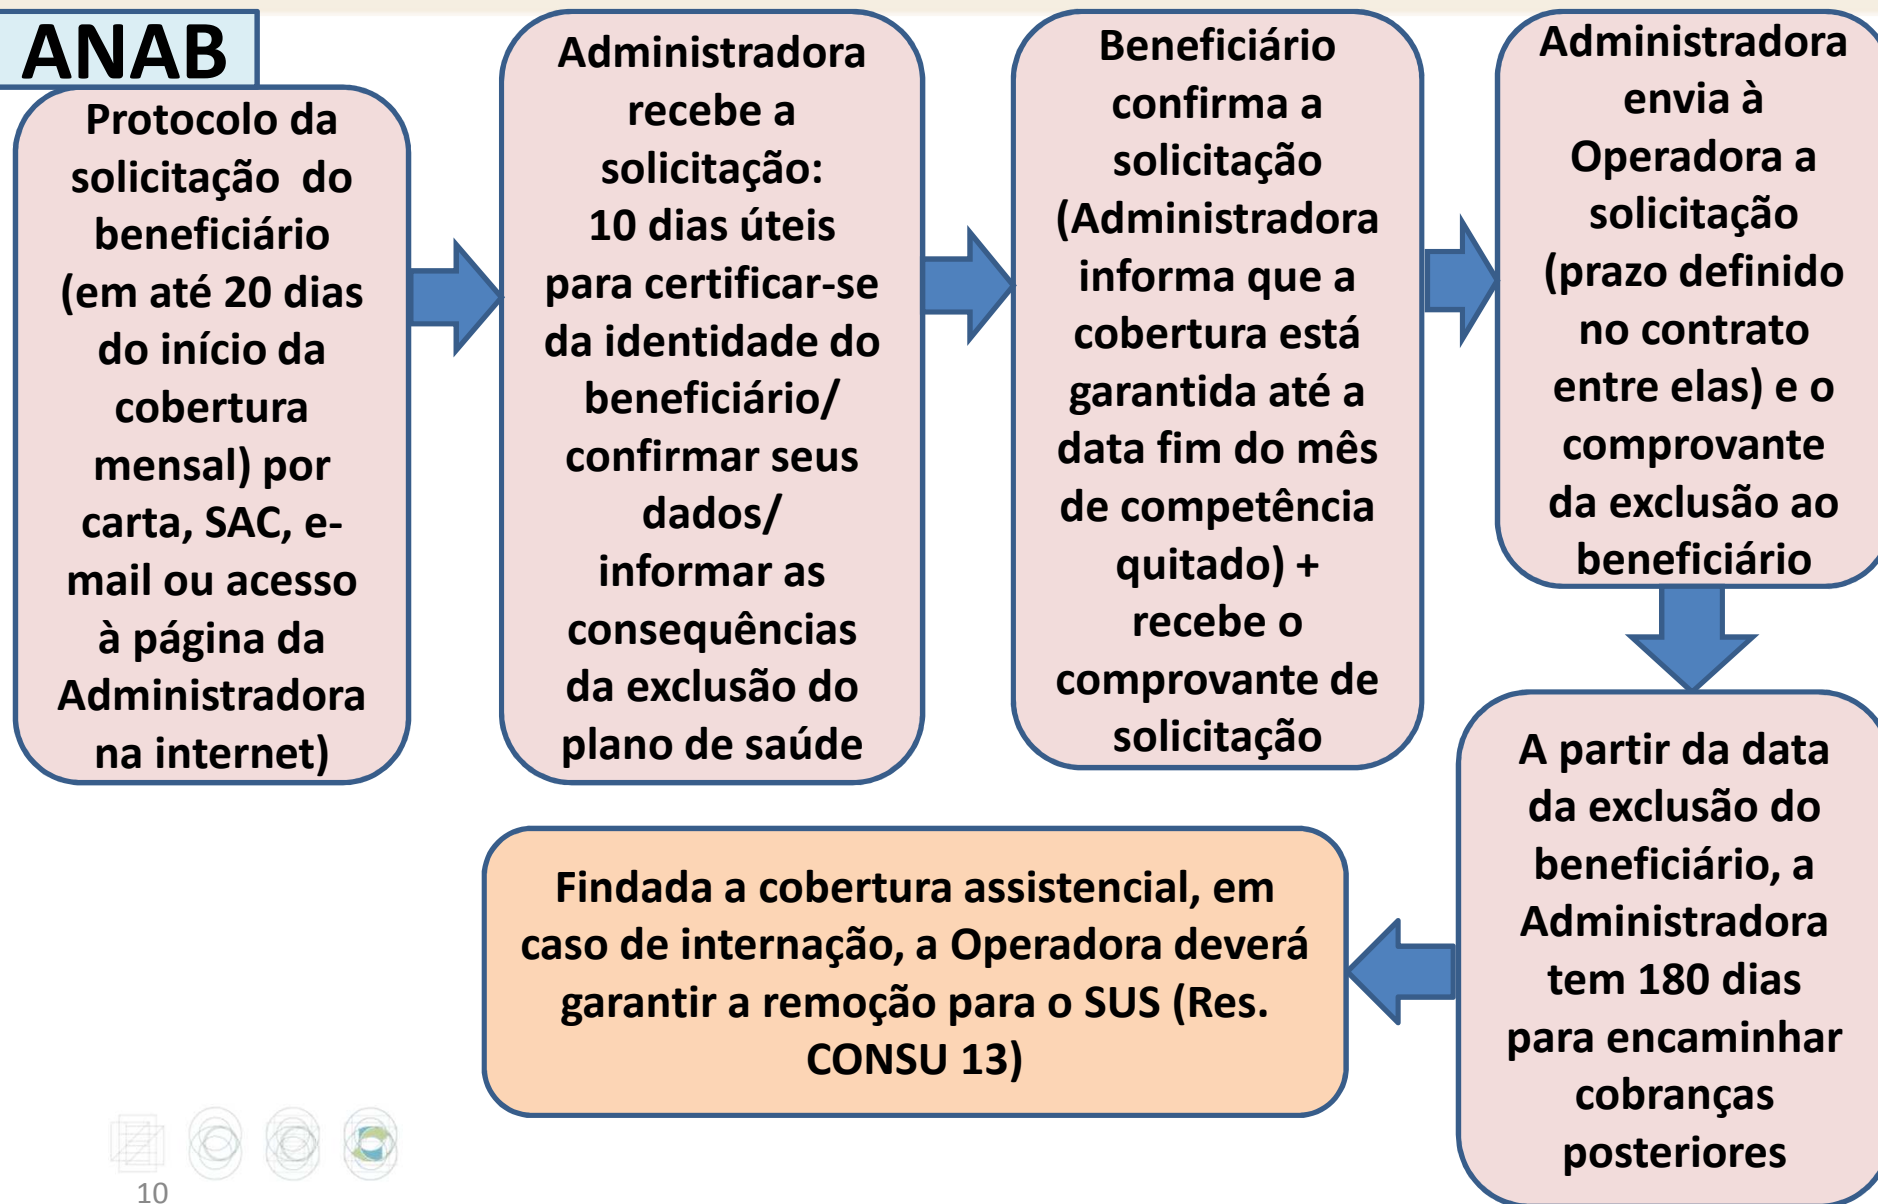 ANAB
Protocolo da
solicitação do
beneficiário
(em até 20 dias
do início da
cobertura
mensal) por
carta, SAC, e-
mail ou acesso
à página da
Administradora
na internet)
Administradora
recebe a
solicitação:
10 dias úteis
para certificar-se
da identidade do
beneficiário/
confirmar seus
dados/
informar as
consequências
da exclusão do
plano de saúde
Beneficiário
confirma a
solicitação
(Administradora
informa que a
cobertura está
garantida até a
data fim do mês
de competência
quitado) +
recebe o
comprovante de
solicitação
Administradora
envia à
Operadora a
solicitação
(prazo definido
no contrato
entre elas) e o
comprovante
da exclusão ao
beneficiário
A partir da data
da exclusão do
beneficiário, a
Administradora
tem 180 dias
para encaminhar
cobranças
posteriores
Findada a cobertura assistencial, em
caso de internação, a Operadora deverá
garantir a remoção para o SUS (Res.
CONSU 13)
10